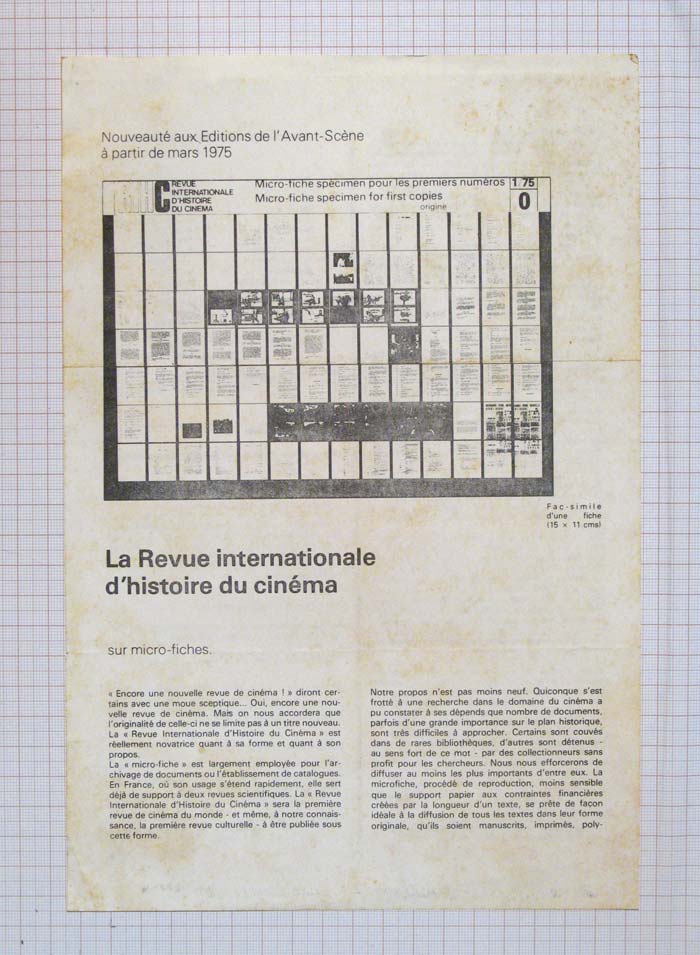 Nouveauté aux Editions de l'Avant-Scène
à partir de mars 1975
REVUE
INTERNATIONALE
D'HISTOIRE
DU CINEMA
Micro-fiche spécimen pour les premiers numéros
Micro-fiche specimen for first copies
origine
1.75
0
Fac-simile
d'une fiche
(15 × 11 cms)
La Revue internationale
d'histoire du cinéma
sur micro-fiches.
« Encore une nouvelle revue de cinéma ! » diront cer-
tains avec une moue sceptique... Oui, encore une nou-
velle revue de cinéma. Mais on nous accordera que
l'originalité de celle-ci ne se limite pas à un titre nouveau.
La « Revue Internationale d'Histoire du Cinéma » est
réellement novatrice quant à sa forme et quant à son
propos.
La « micro-fiche » est largement employée pour l'ar-
chivage de documents ou l'établissement de catalogues.
En France, où son usage s'étend rapidement, elle sert
déjà de support à deux revues scientifiques. La « Revue
Internationale d'Histoire du Cinéma » sera la première
revue de cinéma du monde - et même, à notre connais-
sance, la première revue culturelle - à être publiée sous
cette forme.
Notre propos n'est pas moins neuf. Quiconque s'est
frotté à une recherche dans le domaine du cinéma a
pu constater à ses dépends que nombre de documents,
parfois d'une grande importance sur le plan historique,
sont très difficiles à approcher. Certains sont couvés
dans de rares bibliothèques, d'autres sont détenus -
au sens fort de ce mot - par des collectionneurs sans
profit pour les chercheurs. Nous nous efforcerons de
diffuser au moins les plus importants d'entre eux. La
microfiche, procédé de reproduction, moins sensible
que le support papier aux contraintes financières
créées par la longueur d'un texte, se prête de façon
idéale à la diffusion de tous les textes dans leur forme
originale, qu'ils soient manuscrits, imprimés, poly-